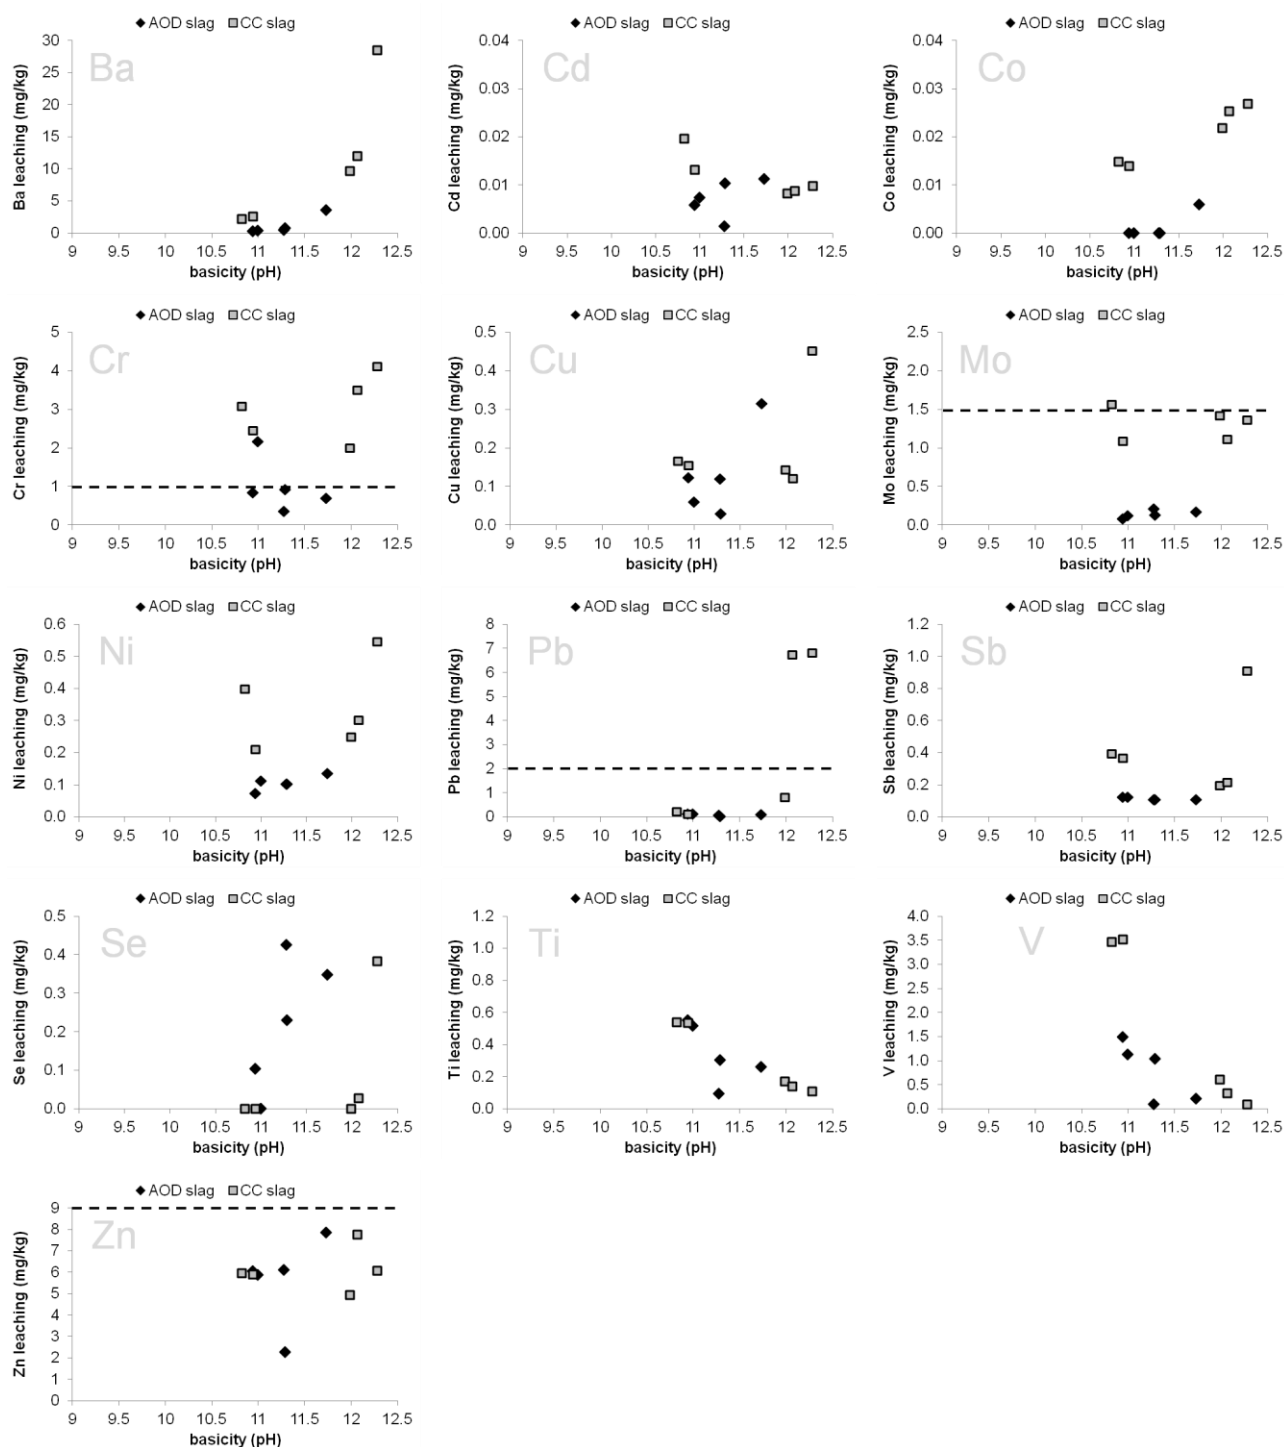 AOD slag CC slag
Ba
Ba leaching (mg/kg)
30
25
20
15
10
5
0
9 9.5 10 10.5 11 11.5 12 12.5
basicity (pH)
AOD slag CC slag
Cd
Cd leaching (mg/kg)
0.04
0.03
0.02
0.01
0.00
9 9.5 10 10.5 11 11.5 12 12.5
basicity (pH)
AOD slag CC slag
Co
Co leaching (mg/kg)
0.04
0.03
0.02
0.01
0.00
9 9.5 10 10.5 11 11.5 12 12.5
basicity (pH)
AOD slag CC slag
Cr
Cr leaching (mg/kg)
5
4
3
2
1
0
9 9.5 10 10.5 11 11.5 12 12.5
basicity (pH)
AOD slag CC slag
Cu
Cu leaching (mg/kg)
0.5
0.4
0.3
0.2
0.1
0.0
9 9.5 10 10.5 11 11.5 12 12.5
basicity (pH)
AOD slag CC slag
Mo
Mo leaching (mg/kg)
2.5
2.0
1.5
1.0
0.5
0.0
9 9.5 10 10.5 11 11.5 12 12.5
basicity (pH)
AOD slag CC slag
Ni
Ni leaching (mg/kg)
0.6
0.5
0.4
0.3
0.2
0.1
0.0
9 9.5 10 10.5 11 11.5 12 12.5
basicity (pH)
AOD slag CC slag
Pb
Pb leaching (mg/kg)
8
7
6
5
4
3
2
1
0
9 9.5 10 10.5 11 11.5 12 12.5
basicity (pH)
AOD slag CC slag
Sb
Sb leaching (mg/kg)
1.2
1.0
0.8
0.6
0.4
0.2
0.0
9 9.5 10 10.5 11 11.5 12 12.5
basicity (pH)
AOD slag CC slag
Se
Se leaching (mg/kg)
0.5
0.4
0.3
0.2
0.1
0.0
9 9.5 10 10.5 11 11.5 12 12.5
basicity (pH)
AOD slag CC slag
Ti
Ti leaching (mg/kg)
1.2
1.0
0.8
0.6
0.4
0.2
0.0
9 9.5 10 10.5 11 11.5 12 12.5
basicity (pH)
AOD slag CC slag
V
V leaching (mg/kg)
4.0
3.5
3.0
2.5
2.0
1.5
1.0
0.5
0.0
9 9.5 10 10.5 11 11.5 12 12.5
basicity (pH)
AOD slag CC slag
Zn
Zn leaching (mg/kg)
9
8
7
6
5
4
3
2
1
0
9 9.5 10 10.5 11 11.5 12 12.5
basicity (pH)